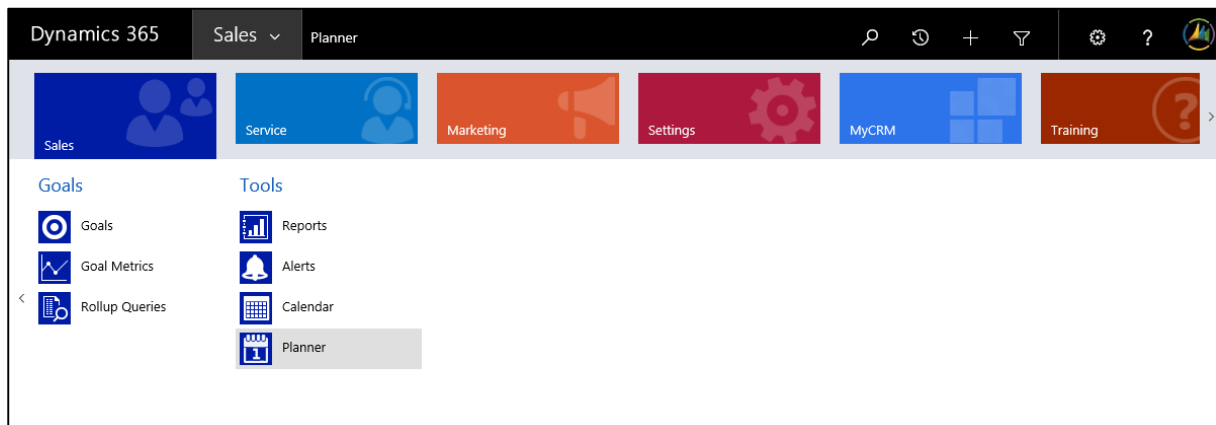 Dynamics 365 Sales Planner ?
Sales Service Marketing Settings MyCRM Training ?
Goals Tools
Goals Reports
Goal Metrics Alerts
Rollup Queries Calendar
1 Planner